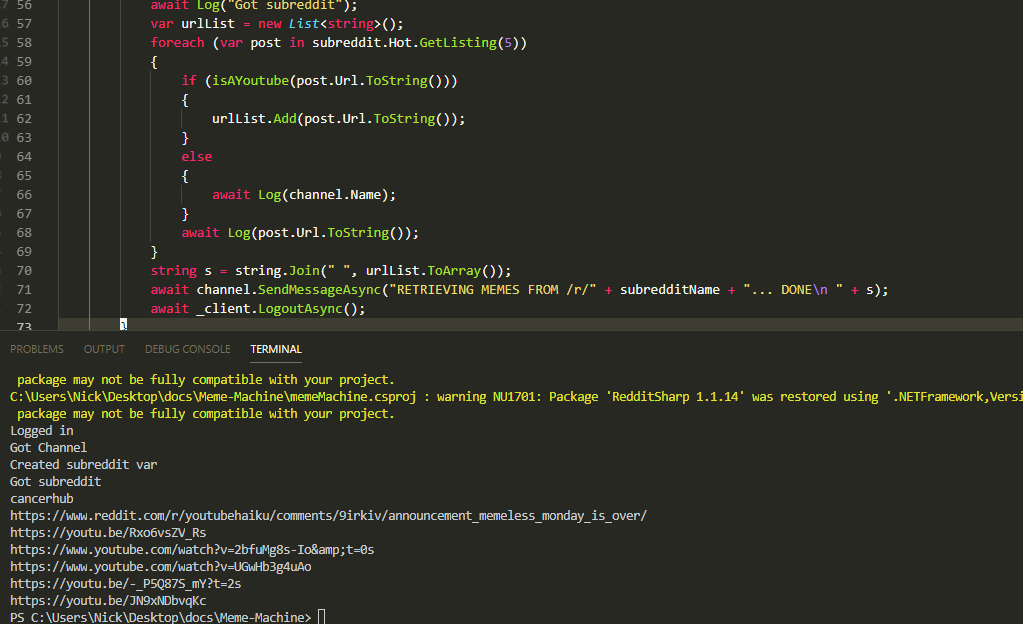 7 56 await Log("Got subreddit");
6 57 var urlList = new List<string>();
5 58 foreach (var post in subreddit.Hot.GetListing(5))
4 59 {
3 60 if (isAYoutube(post.Url.ToString()))
2 61 {
1 62 urlList.Add(post.Url.ToString());
0 63 }
64 else
65 {
66 await Log(channel.Name);
67 }
68 await Log(post.Url.ToString());
69 }
70 string s = string.Join(" ", urlList.ToArray());
71 await channel.SendMessageAsync("RETRIEVING MEMES FROM /r/" + subredditName + "... DONE\n " + s);
72 await _client.LogoutAsync();
73 }
PROBLEMS OUTPUT DEBUG CONSOLE TERMINAL
package may not be fully compatible with your project.
C:\Users\Nick\Desktop\docs\Meme-Machine\memeMachine.csproj : warning NU1701: Package 'RedditSharp 1.1.14' was restored using '.NETFramework,Versi
package may not be fully compatible with your project.
Logged in
Got Channel
Created subreddit var
Got subreddit
cancerhub
https://www.reddit.com/r/youtubehaiku/comments/9irkiv/announcement_memeless_monday_is_over/
https://youtu.be/Rxo6vsZV_Rs
https://www.youtube.com/watch?v=2bfuMg8s-Io&amp;t=0s
https://www.youtube.com/watch?v=UGwHb3g4uAo
https://youtu.be/-_P5Q87S_mY?t=2s
https://youtu.be/JN9xNDbvqKc
PS C:\Users\Nick\Desktop\docs\Meme-Machine>